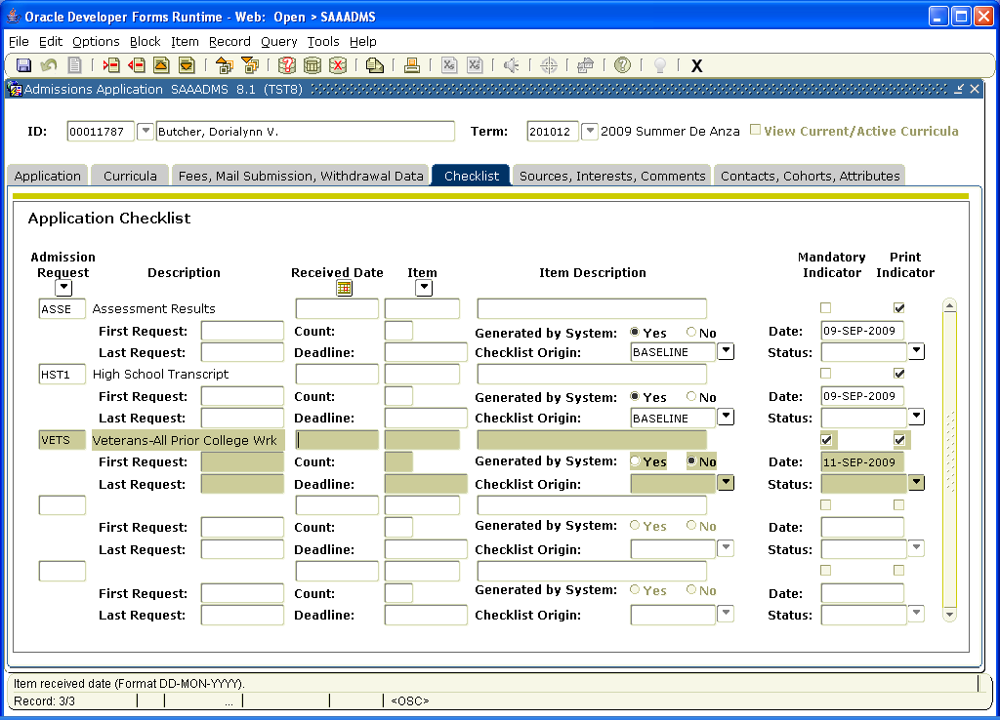 Oracle Developer Forms Runtime - Web: Open > SAAADMS
File Edit Options Block Item Record Query Tools Help
X
Admissions Application SAAADMS 8.1 (TST8)
ID: 00011787 Butcher, Dorialynn V. Term: 201012 2009 Summer De Anza View Current/Active Curricula
Application Curricula Fees, Mail Submission, Withdrawal Data Checklist Sources, Interests, Comments Contacts, Cohorts, Attributes
Application Checklist
Admission Mandatory Print
Request Description Received Date Item Item Description Indicator Indicator
ASSE Assessment Results
First Request: Count: Generated by System: Yes No Date: 09-SEP-2009
Last Request: Deadline: Checklist Origin: BASELINE Status:
HST1 High School Transcript
First Request: Count: Generated by System: Yes No Date: 09-SEP-2009
Last Request: Deadline: Checklist Origin: BASELINE Status:
VETS Veterans-All Prior College Wrk
First Request: Count: Generated by System: Yes No Date: 11-SEP-2009
Last Request: Deadline: Checklist Origin: Status:
First Request: Count: Generated by System: Yes No Date:
Last Request: Deadline: Checklist Origin: Status:
First Request: Count: Generated by System: Yes No Date:
Last Request: Deadline: Checklist Origin: Status:
Item received date (Format DD-MON-YYYY).
Record: 3/3 ... <OSC>